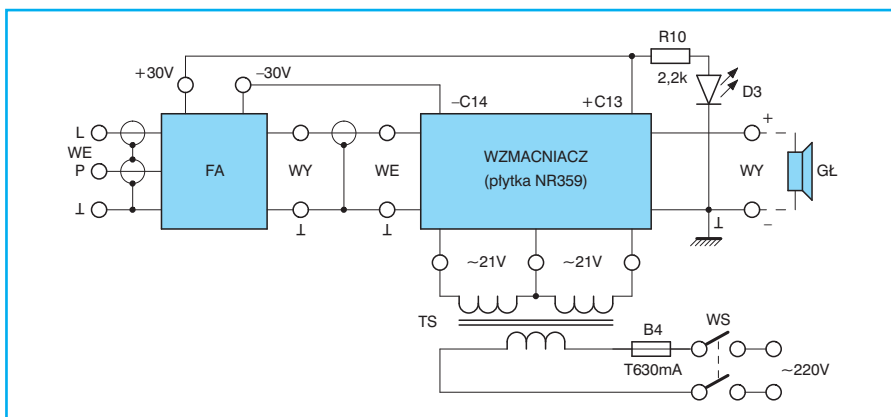 R10
+30V
−30V
2,2k
D3
−C14
+C13
L
WE
P
⊥
FA
WY
⊥
WE
⊥
WZMACNIACZ
(płytka NR359)
+
WY
GŁ
−
⊥
~21V
~21V
TS
B4
WS
T630mA
~220V